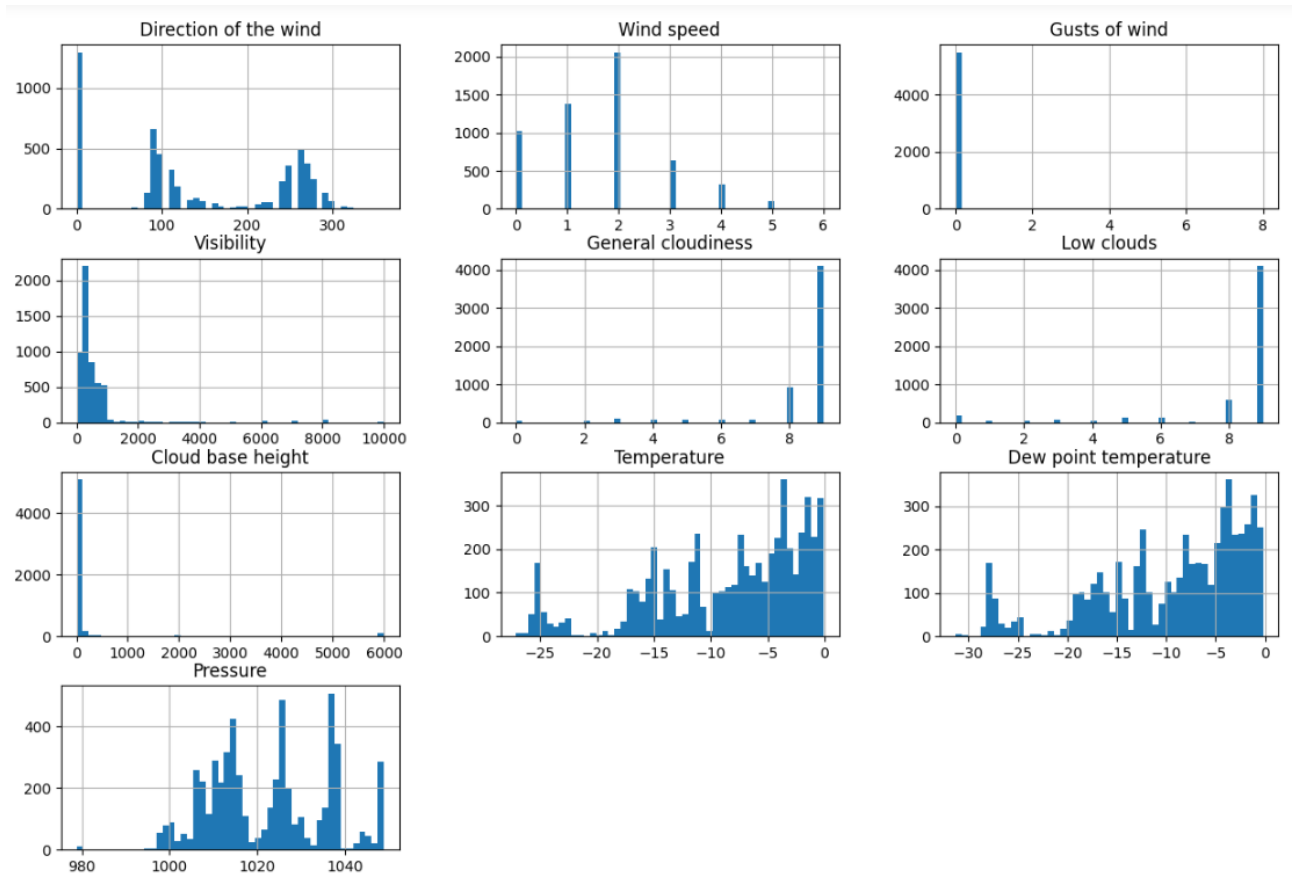 Direction of the wind Wind speed Gusts of wind
1000
500
0
0 100 200 300
2000
1500
1000
500
0
0 1 2 3 4 5 6
4000
2000
0
0 2 4 6 8
Visibility General cloudiness Low clouds
2000
1500
1000
500
0
0 2000 4000 6000 8000 10000
4000
3000
2000
1000
0
0 2 4 6 8
4000
3000
2000
1000
0
0 2 4 6 8
Cloud base height Temperature Dew point temperature
4000
2000
0
0 1000 2000 3000 4000 5000 6000
300
200
100
0
−25 −20 −15 −10 −5 0
300
200
100
0
−30 −25 −20 −15 −10 −5 0
Pressure
400
200
0
980 1000 1020 1040